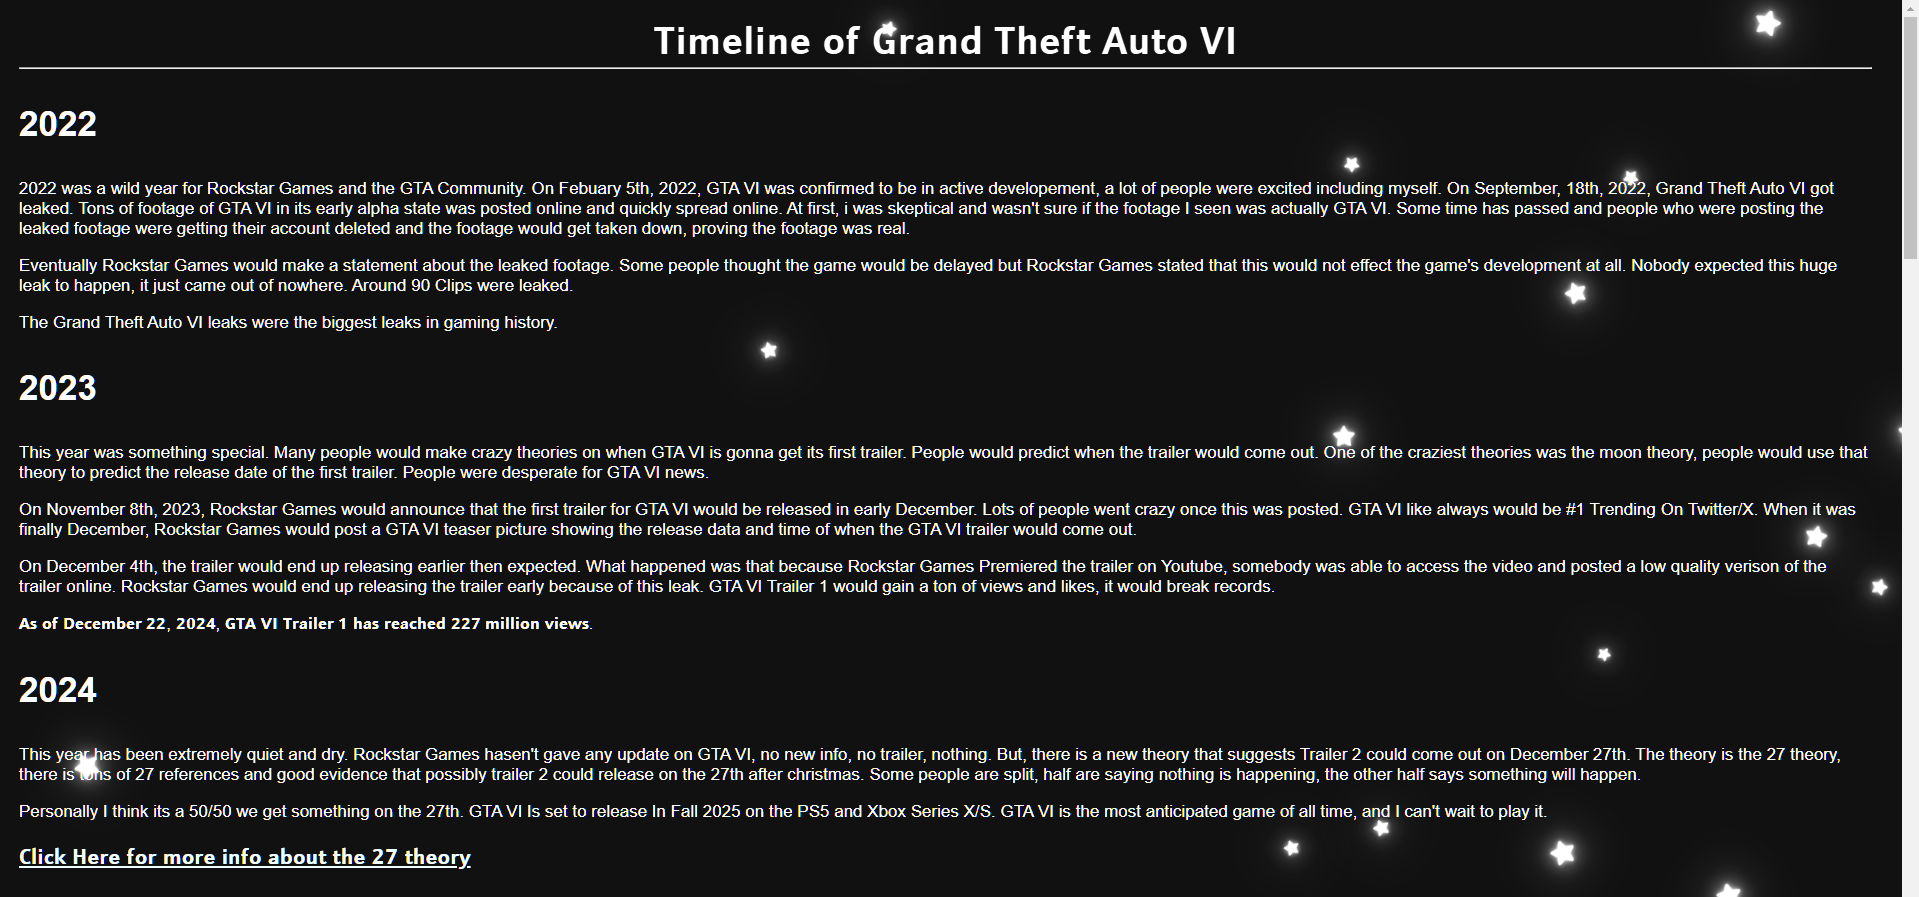 Timeline of Grand Theft Auto VI
2022
2022 was a wild year for Rockstar Games and the GTA Community. On Febuary 5th, 2022, GTA VI was confirmed to be in active developement, a lot of people were excited including myself. On September, 18th, 2022, Grand Theft Auto VI got
leaked. Tons of footage of GTA VI in its early alpha state was posted online and quickly spread online. At first, i was skeptical and wasn't sure if the footage I seen was actually GTA VI. Some time has passed and people who were posting the
leaked footage were getting their account deleted and the footage would get taken down, proving the footage was real.
Eventually Rockstar Games would make a statement about the leaked footage. Some people thought the game would be delayed but Rockstar Games stated that this would not effect the game's development at all. Nobody expected this huge
leak to happen, it just came out of nowhere. Around 90 Clips were leaked.
The Grand Theft Auto VI leaks were the biggest leaks in gaming history.
2023
This year was something special. Many people would make crazy theories on when GTA VI is gonna get its first trailer. People would predict when the trailer would come out. One of the craziest theories was the moon theory, people would use that
theory to predict the release date of the first trailer. People were desperate for GTA VI news.
On November 8th, 2023, Rockstar Games would announce that the first trailer for GTA VI would be released in early December. Lots of people went crazy once this was posted. GTA VI like always would be #1 Trending On Twitter/X. When it was
finally December, Rockstar Games would post a GTA VI teaser picture showing the release data and time of when the GTA VI trailer would come out.
On December 4th, the trailer would end up releasing earlier then expected. What happened was that because Rockstar Games Premiered the trailer on Youtube, somebody was able to access the video and posted a low quality verison of the
trailer online. Rockstar Games would end up releasing the trailer early because of this leak. GTA VI Trailer 1 would gain a ton of views and likes, it would break records.
As of December 22, 2024, GTA VI Trailer 1 has reached 227 million views.
2024
This year has been extremely quiet and dry. Rockstar Games hasen't gave any update on GTA VI, no new info, no trailer, nothing. But, there is a new theory that suggests Trailer 2 could come out on December 27th. The theory is the 27 theory,
there is tons of 27 references and good evidence that possibly trailer 2 could release on the 27th after christmas. Some people are split, half are saying nothing is happening, the other half says something will happen.
Personally I think its a 50/50 we get something on the 27th. GTA VI Is set to release In Fall 2025 on the PS5 and Xbox Series X/S. GTA VI is the most anticipated game of all time, and I can't wait to play it.
Click Here for more info about the 27 theory